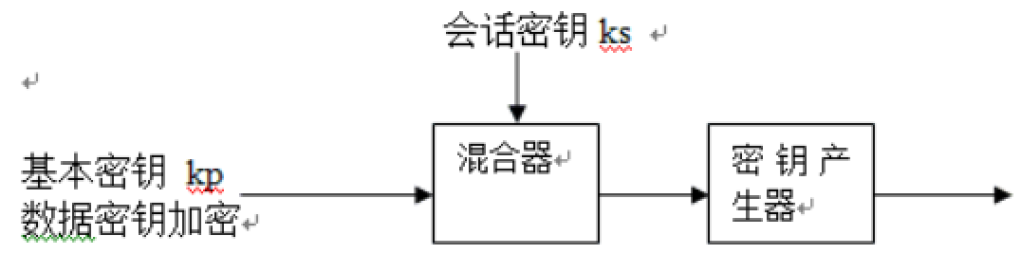 会话密钥 ks
基本密钥 kp
数据密钥加密
混合器
密 钥 产
生器